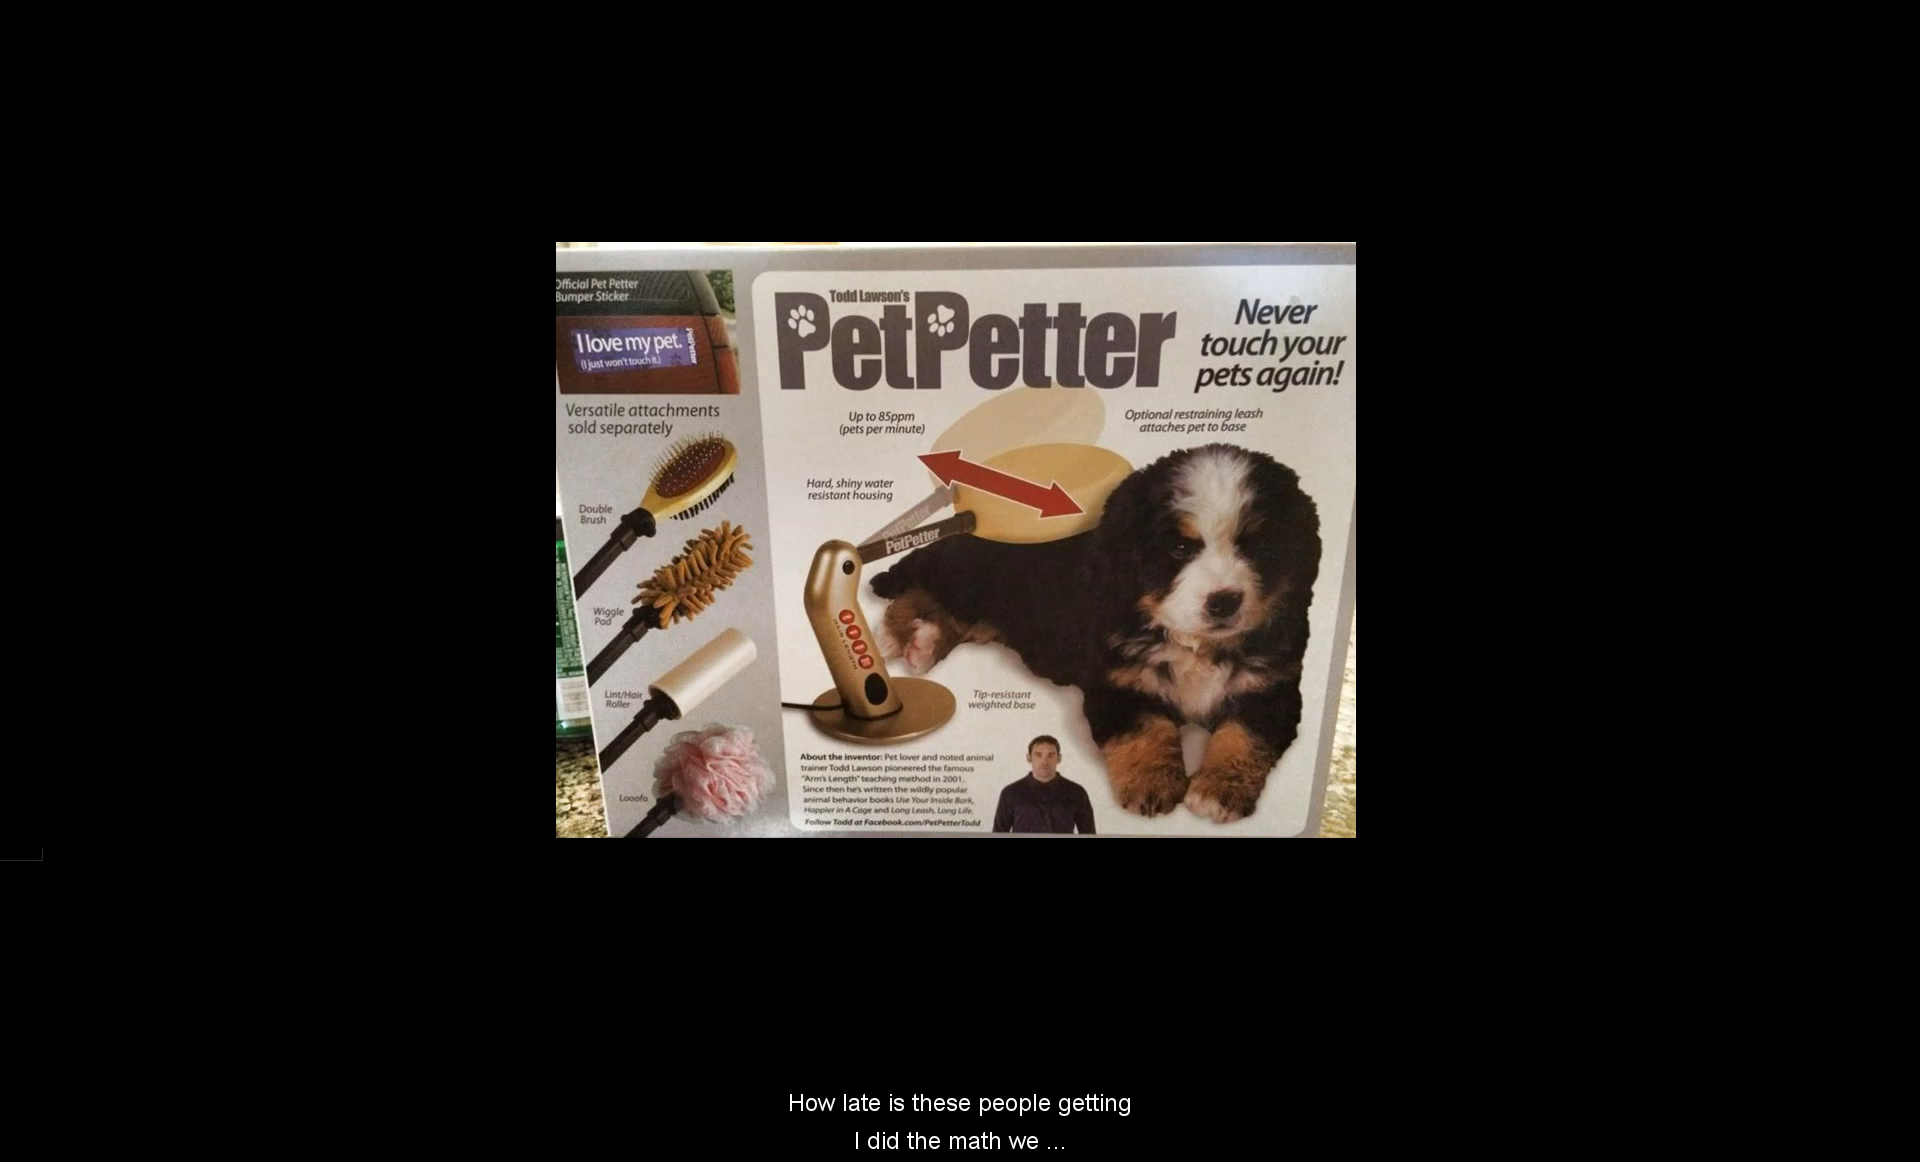 Official Pet Petter
Bumper Sticker
I love my pet.
(I just won't touch it.)
PetPetter
Versatile attachments
sold separately
Double
Brush
Wiggle
Pad
Lint/Hair
Roller
Looofa
Todd Lawson's
PetPetter
Never
touch your
pets again!
Up to 85ppm
(pets per minute)
Optional restraining leash
attaches pet to base
Hard, shiny water
resistant housing
PetPetter
PetPetter
HAIR LENGTH
Tip-resistant
weighted base
About the inventor: Pet lover and noted animal
trainer Todd Lawson pioneered the famous
"Arm's Length" teaching method in 2001.
Since then he's written the wildly popular
animal behavior books Use Your Inside Bark,
Happier in A Cage and Long Leash, Long Life.
Follow Todd at Facebook.com/PetPetterTodd
How late is these people getting
I did the math we ...